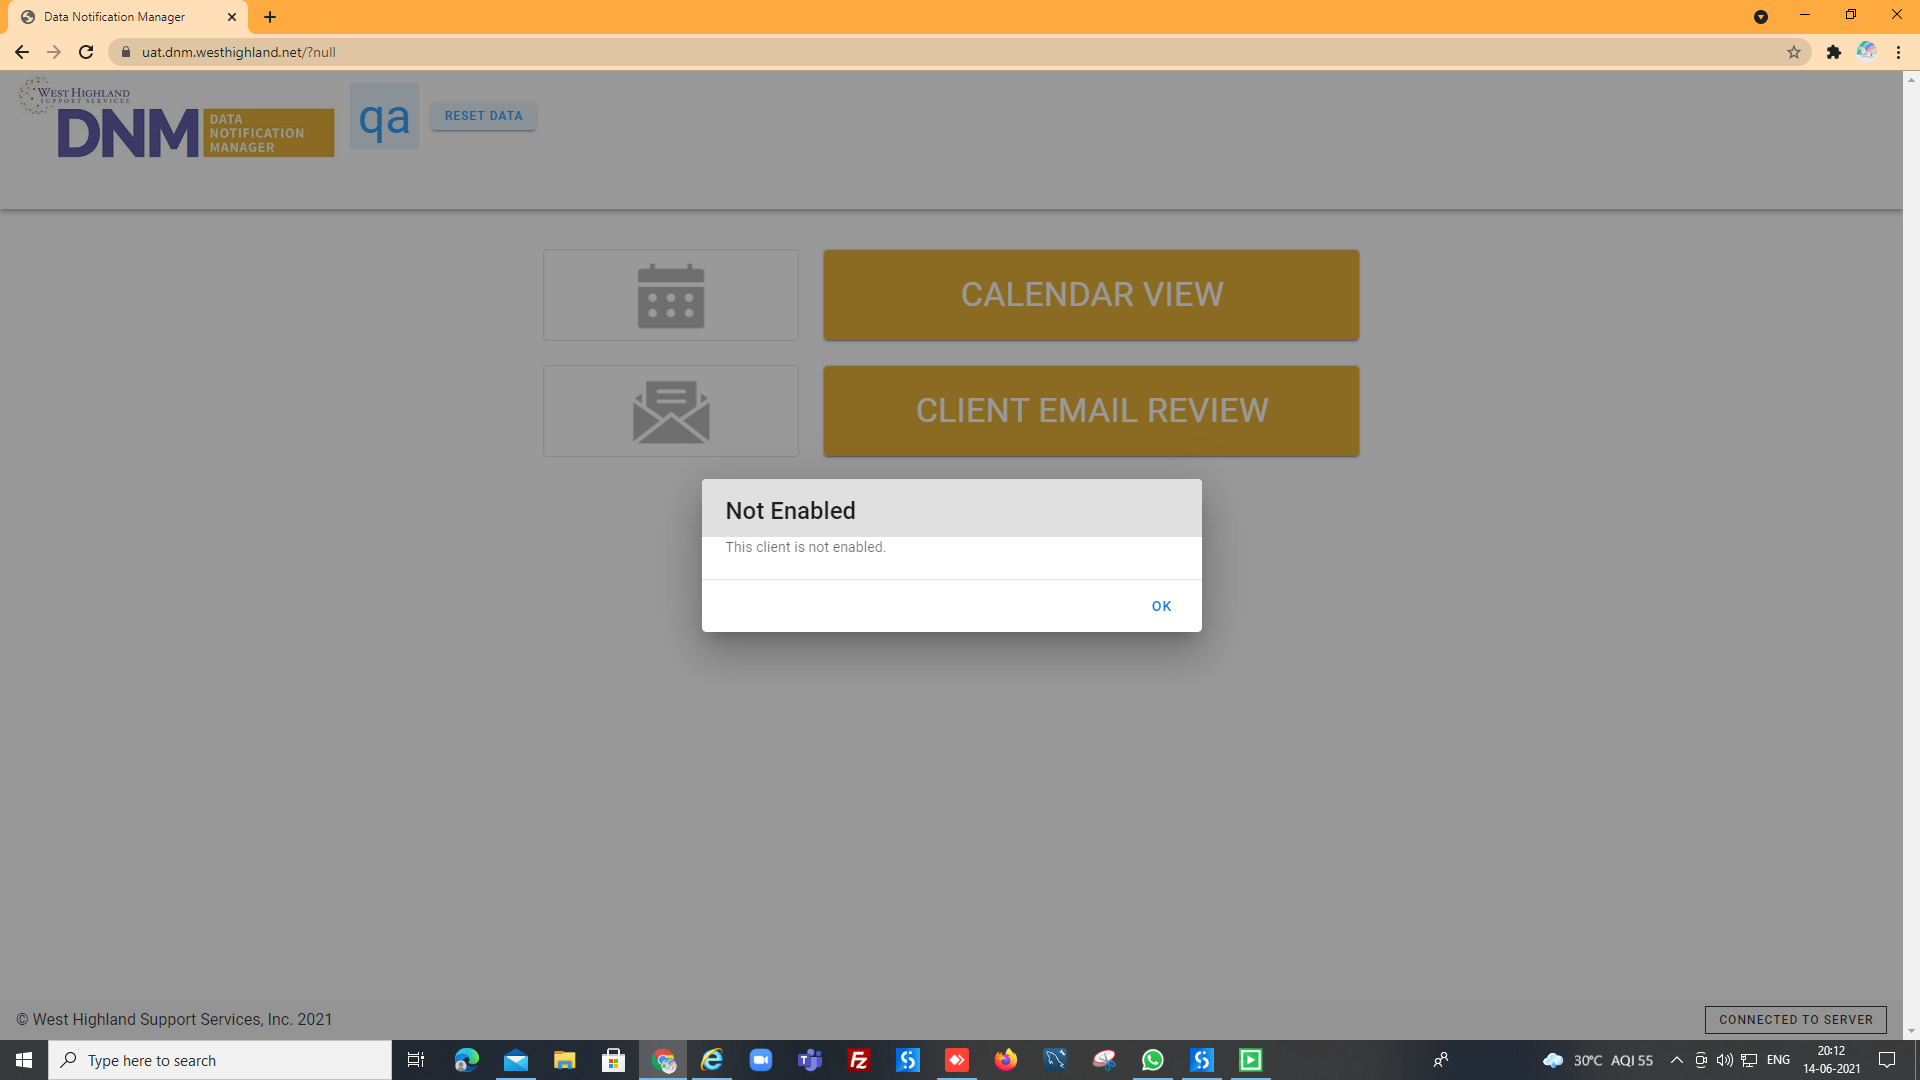 Data Notification Manager
uat.dnm.westhighland.net/?null
WEST HIGHLAND
SUPPORT SERVICES
DNM
DATA
NOTIFICATION
MANAGER
qa
RESET DATA
CALENDAR VIEW
CLIENT EMAIL REVIEW
Not Enabled
This client is not enabled.
OK
© West Highland Support Services, Inc. 2021
CONNECTED TO SERVER
Type here to search
30°C AQI 55
ENG
20:12
14-06-2021